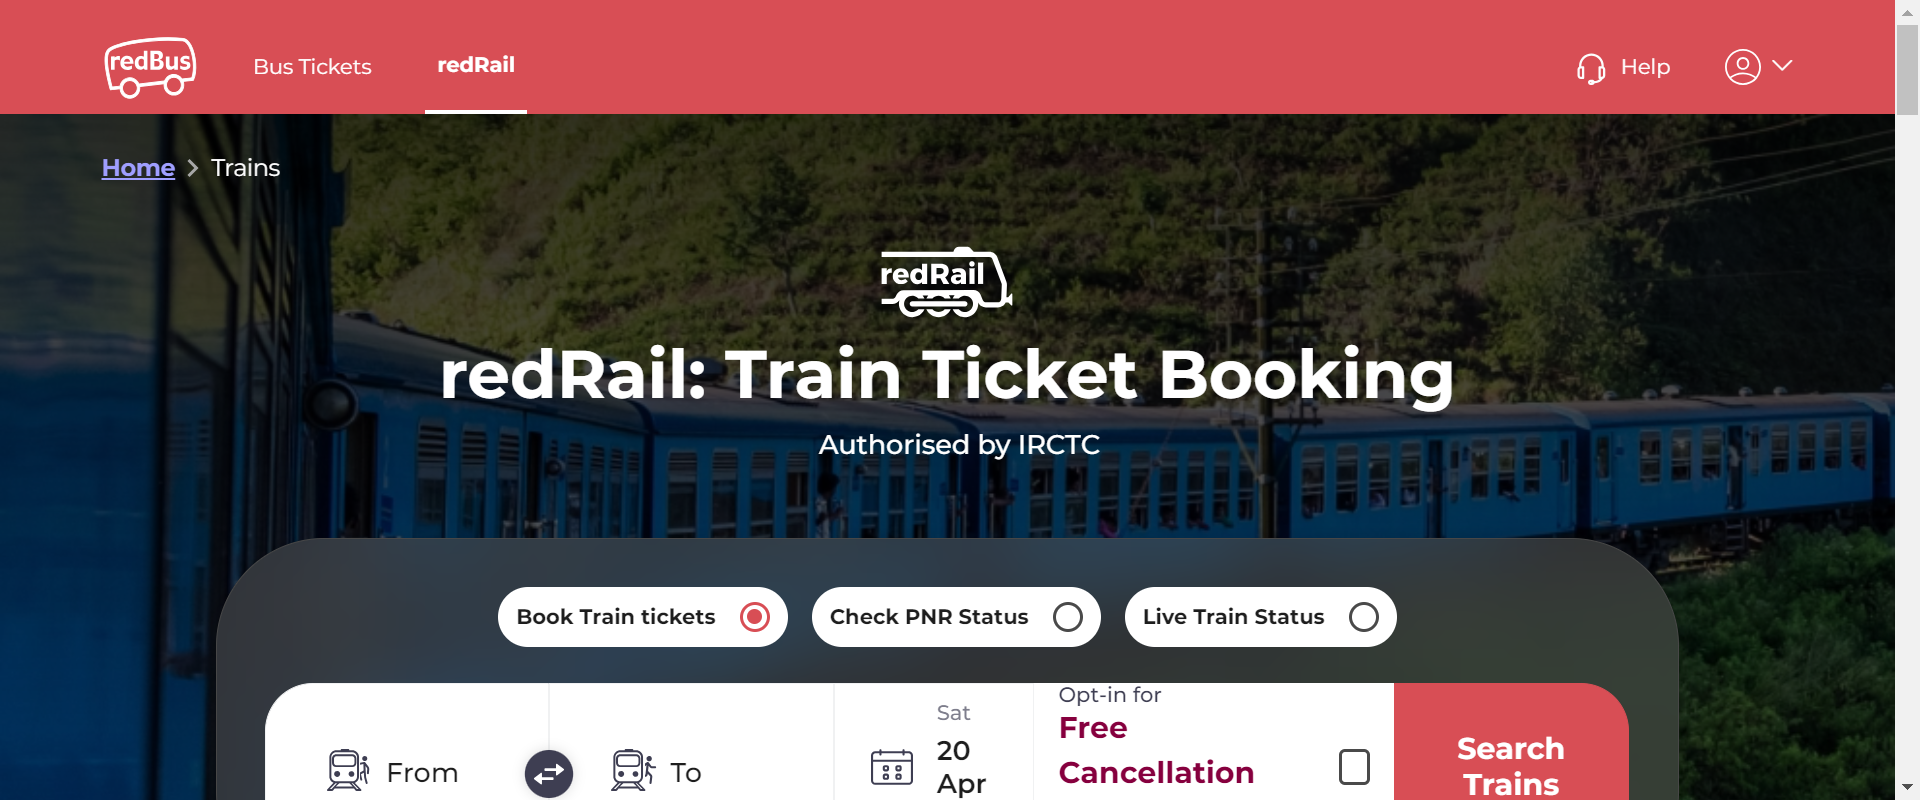 redBus
Bus Tickets
redRail
Help
Home
Trains
redRail
redRail: Train Ticket Booking
Authorised by IRCTC
Book Train tickets
Check PNR Status
Live Train Status
From
To
Sat
20
Apr
Opt-in for
Free
Cancellation
Search
Trains